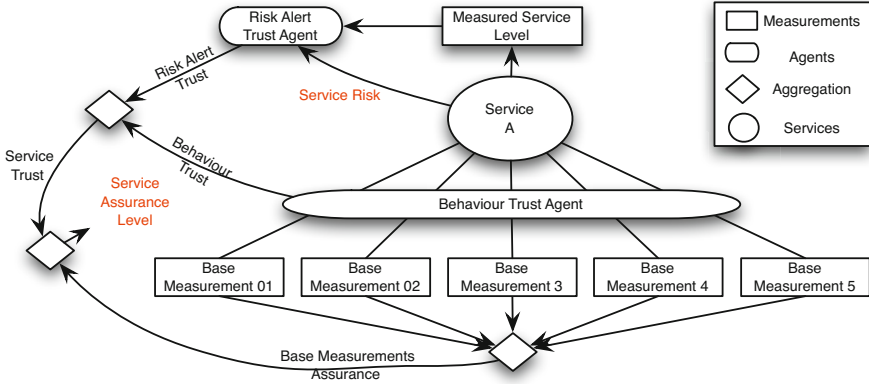 Risk Alert
Trust Agent
Measured Service
Level
Measurements
Agents
Aggregation
Services
Risk Alert
Trust
Service Risk
Service
A
Service
Trust
Behaviour
Trust
Service
Assurance
Level
Behaviour Trust Agent
Base
Measurement 01
Base
Measurement 02
Base
Measurement 3
Base
Measurement 4
Base
Measurement 5
Base Measurements
Assurance